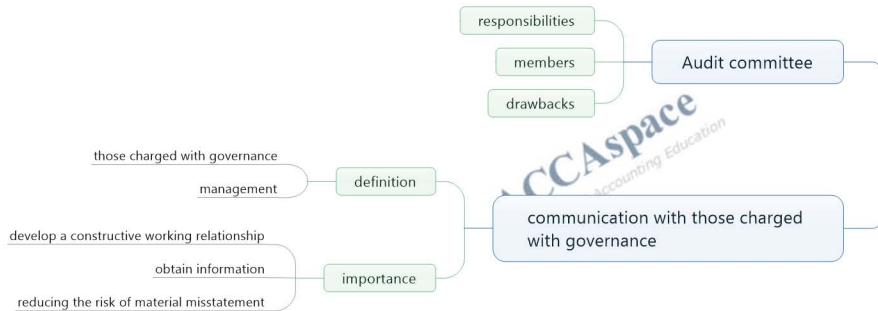 responsibilities
members
Audit committee
drawbacks
ACCAspace
Accounting Education
those charged with governance
definition
management
communication with those charged
with governance
develop a constructive working relationship
obtain information
importance
reducing the risk of material misstatement